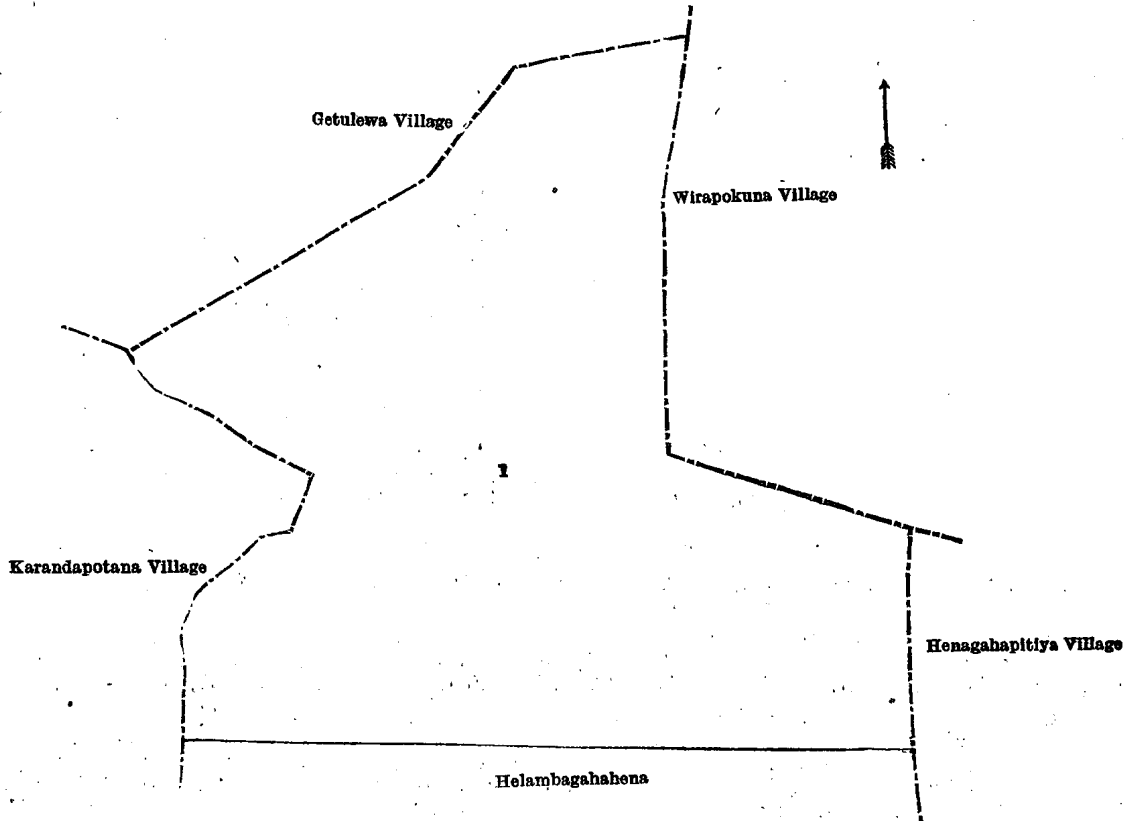 Getulewa Village
Wirapokuna Village
1
Karandapotana Village
Henagahapitiya Village
Helambagahahena